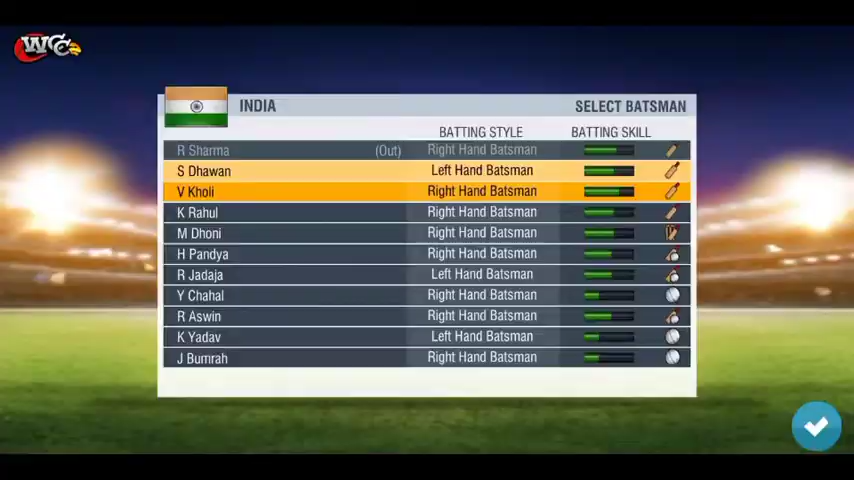 WCC
INDIA SELECT BATSMAN
BATTING STYLE BATTING SKILL
R Sharma (Out) Right Hand Batsman
S Dhawan Left Hand Batsman
V Kholi Right Hand Batsman
K Rahul Right Hand Batsman
M Dhoni Right Hand Batsman
H Pandya Right Hand Batsman
R Jadaja Left Hand Batsman
Y Chahal Right Hand Batsman
R Aswin Right Hand Batsman
K Yadav Left Hand Batsman
J Bumrah Right Hand Batsman